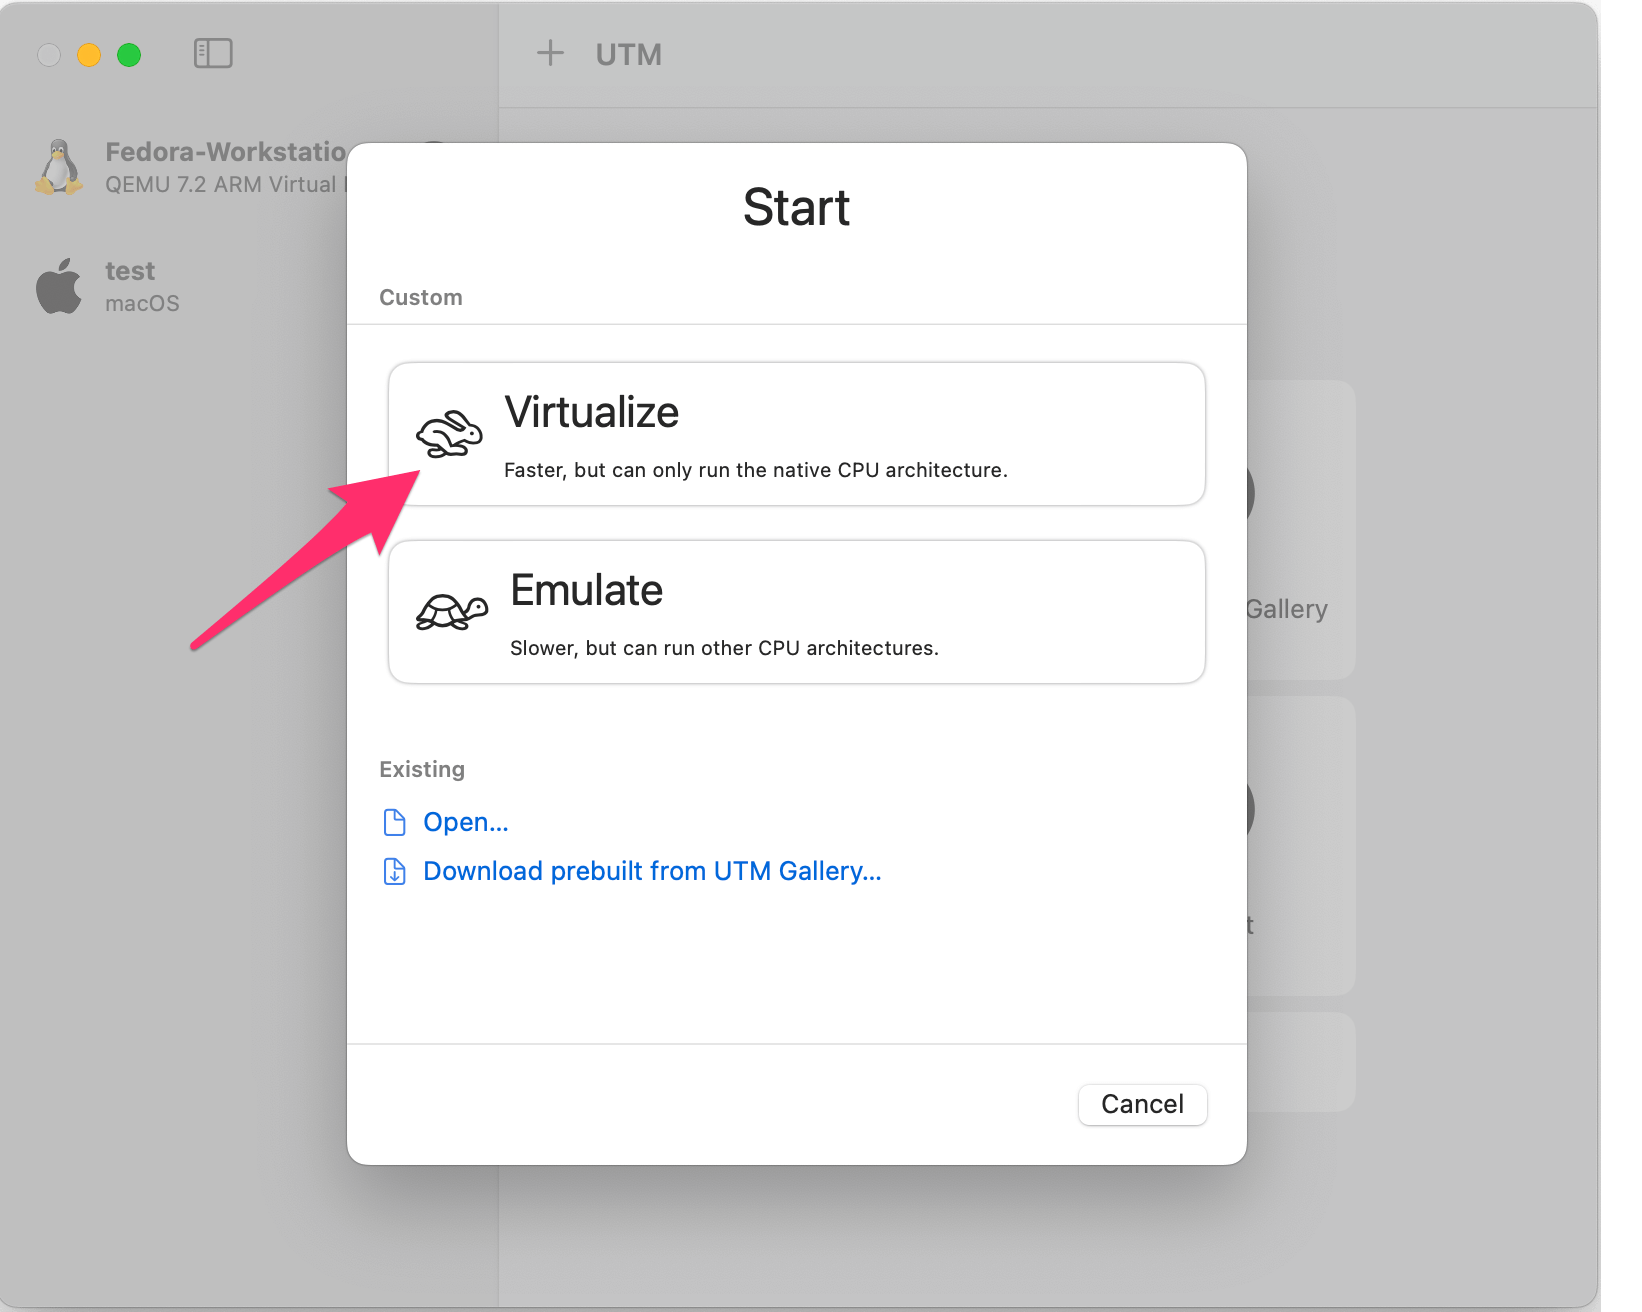 UTM
Fedora-Workstatio
QEMU 7.2 ARM Virtual
test
macOS
Start
Custom
Virtualize
Faster, but can only run the native CPU architecture.
Emulate
Slower, but can run other CPU architectures.
Gallery
Existing
Open...
Download prebuilt from UTM Gallery...
t
Cancel